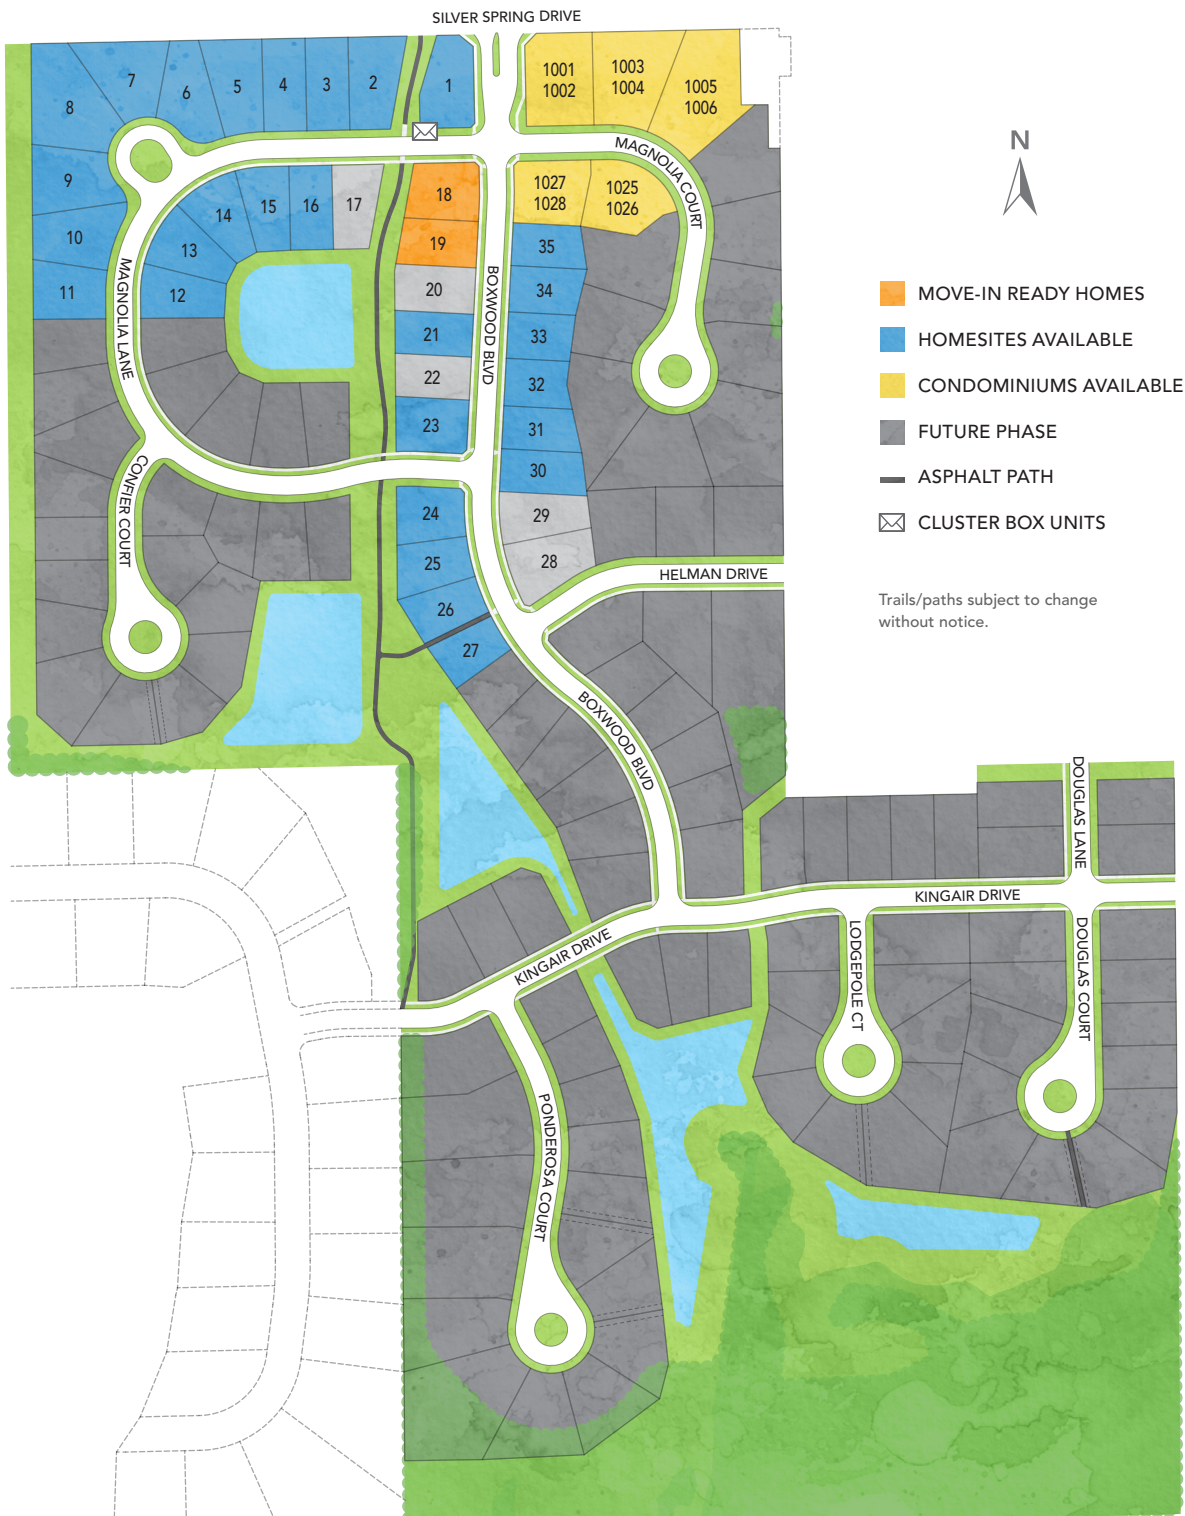 SILVER SPRING DRIVE
1
2
3
4
5
6
7
8
9
10
11
12
13
14
15
16
17
18
19
20
21
22
23
24
25
26
27
28
29
30
31
32
33
34
35
1001
1002
1003
1004
1005
1006
1027
1028
1025
1026
MAGNOLIA COURT
MAGNOLIA LANE
BOXWOOD BLVD
CONFIER COURT
HELMAN DRIVE
BOXWOOD BLVD
KINGAIR DRIVE
KINGAIR DRIVE
DOUGLAS LANE
DOUGLAS COURT
LODGEPOLE CT
PONDEROSA COURT
N
MOVE-IN READY HOMES
HOMESITES AVAILABLE
CONDOMINIUMS AVAILABLE
FUTURE PHASE
ASPHALT PATH
CLUSTER BOX UNITS
Trails/paths subject to change
without notice.